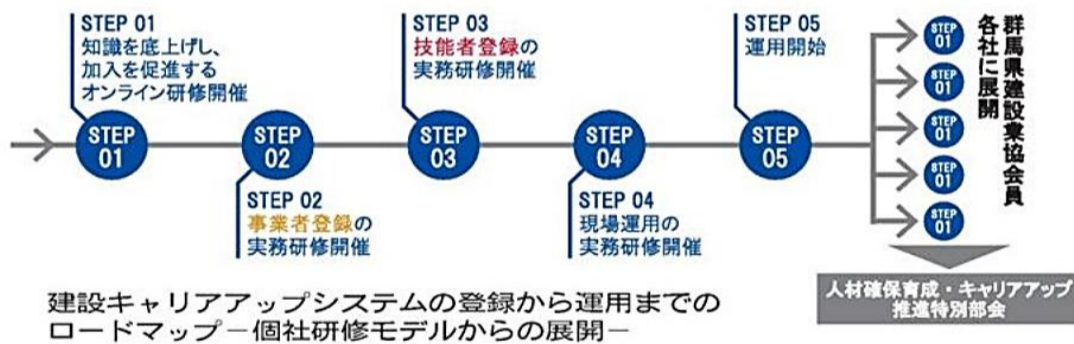 STEP 01
知識を底上げし、
加入を促進する
オンライン研修開催
STEP 03
技能者登録の
実務研修開催
STEP 05
運用開始
STEP
01
STEP
02
STEP
03
STEP
04
STEP
05
STEP 02
事業者登録の
実務研修開催
STEP 04
現場運用の
実務研修開催
STEP
01
STEP
01
STEP
01
STEP
01
STEP
01
群馬県建設業協会員
各社に展開
人材確保育成・キャリアアップ
推進特別部会
建設キャリアアップシステムの登録から運用までの
ロードマップ－個社研修モデルからの展開－